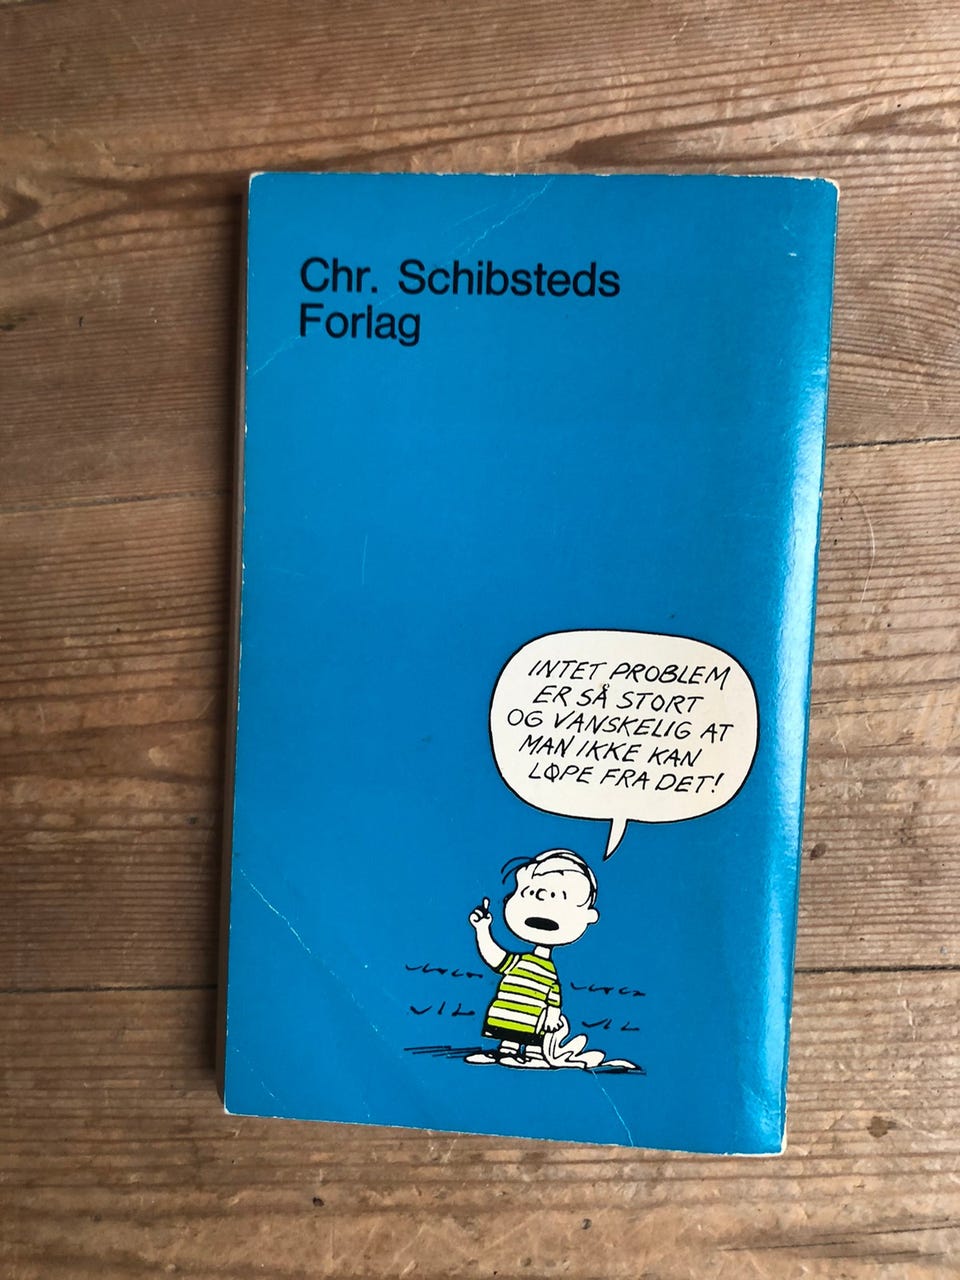 Chr. Schibsteds
Forlag
INTET PROBLEM
ER SÅ STORT
OG VANSKELIG AT
MAN IKKE KAN
LØPE FRA DET!